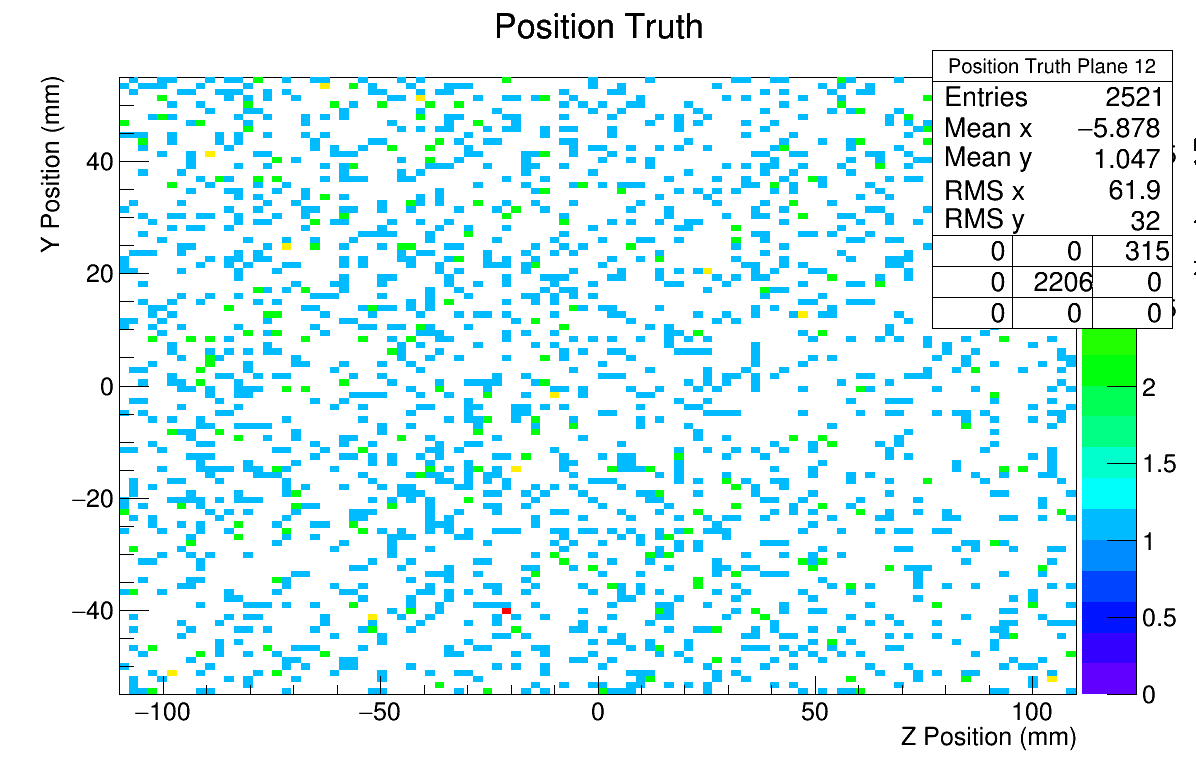 Position Truth
Y Position (mm)
Position Truth Plane 12
Entries 2521
Mean x −5.878
Mean y 1.047
RMS x 61.9
RMS y 32
0 0 315
0 2206 0
0 0 0
40
20
0
−20
−40
2
1.5
1
0.5
0
−100 −50 0 50 100
Z Position (mm)